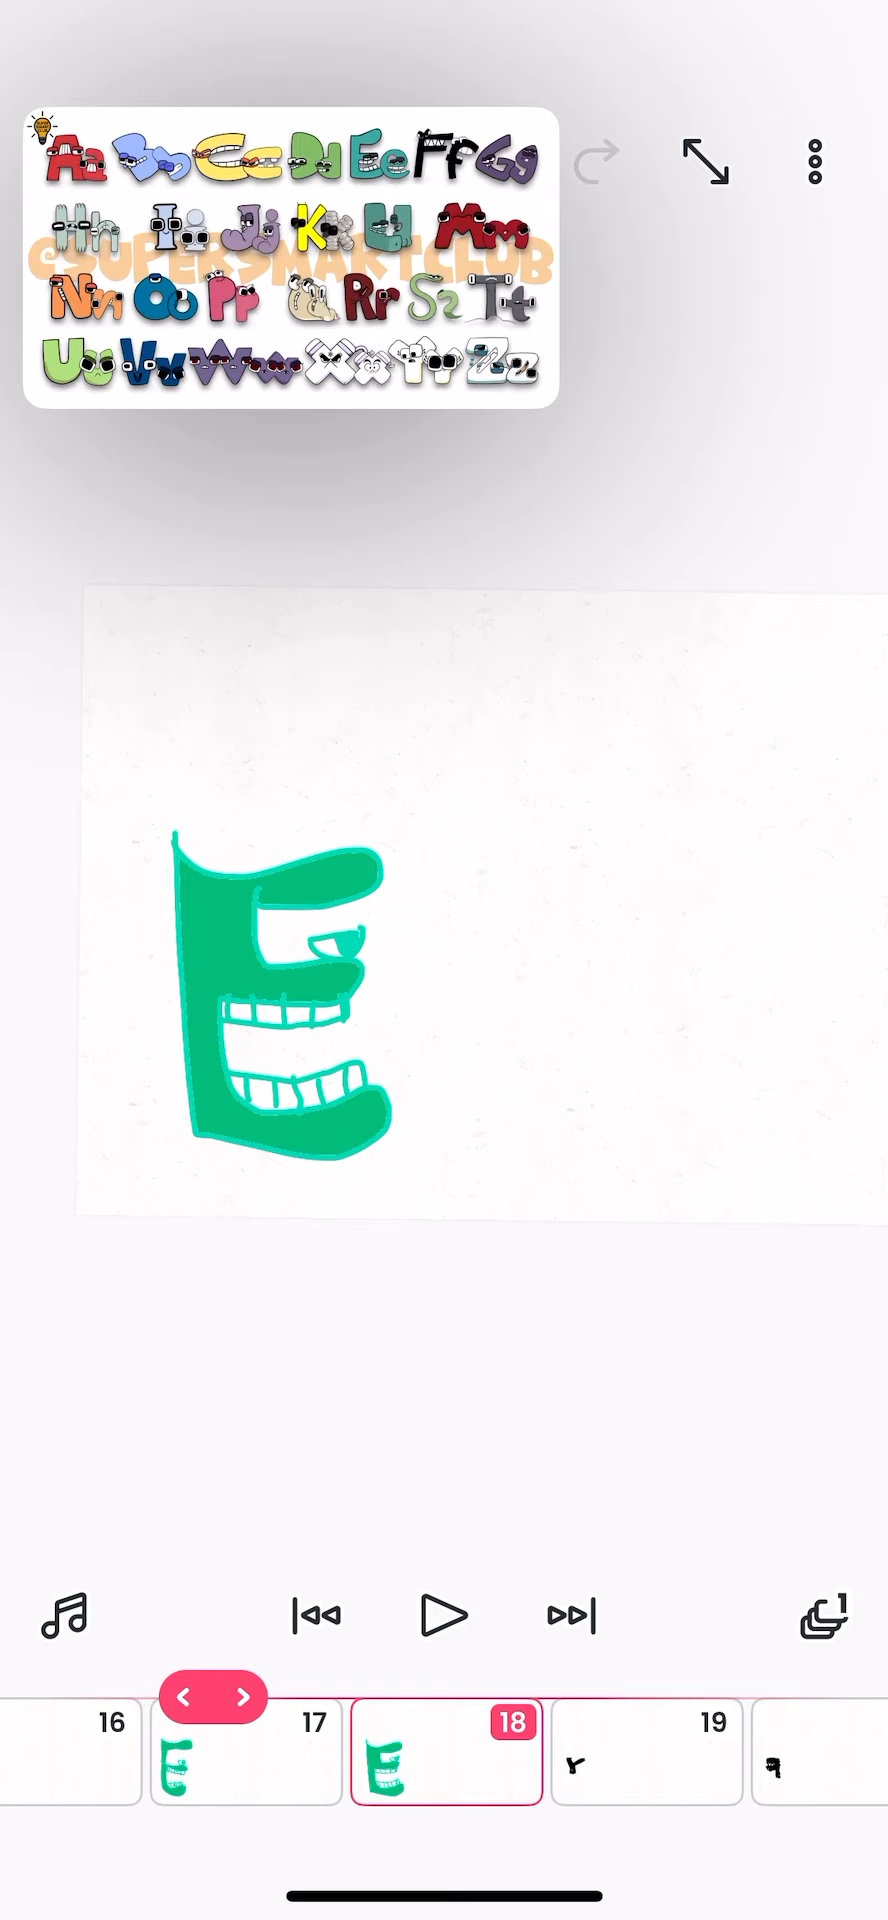 Aa Bb Cc Dd Ee Ff Gg
Hh Ii Jj K Ll Mm
@SUPERSMARTCLUB
Nn Oo Pp Qq Rr Ss Tt
Uu Vv Ww Xx Yy Zz
E
1
16 17 18 19
E E r q